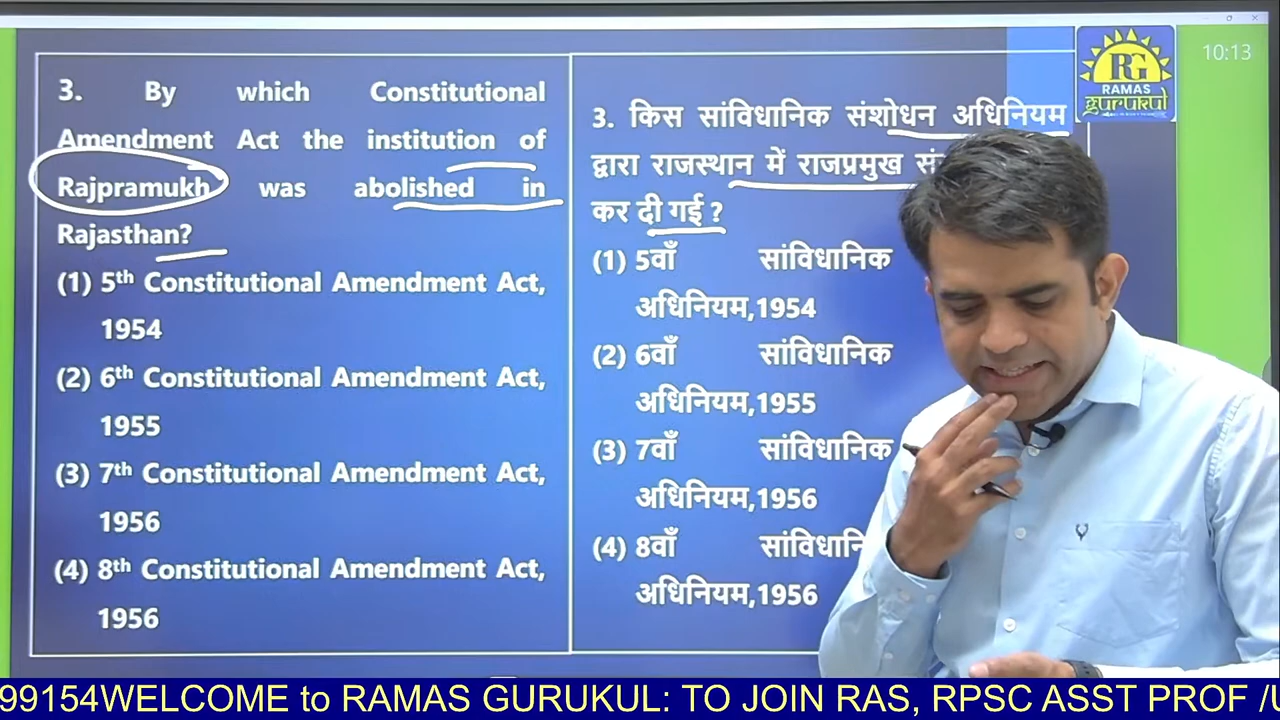 3. By which Constitutional
Amendment Act the institution of
Rajpramukh was abolished in
Rajasthan?
(1) 5th Constitutional Amendment Act,
1954
(2) 6th Constitutional Amendment Act,
1955
(3) 7th Constitutional Amendment Act,
1956
(4) 8th Constitutional Amendment Act,
1956
3. किस सांविधानिक संशोधन अधिनियम
द्वारा राजस्थान में राजप्रमुख
कर दी गई ?
(1) 5वाँ सांविधानिक
अधिनियम,1954
(2) 6वाँ सांविधानिक
अधिनियम,1955
(3) 7वाँ सांविधानिक
अधिनियम,1956
(4) 8वाँ
अधिनियम,1956
RG
RAMAS
gurukul
10:13
99154WELCOME to RAMAS GURUKUL: TO JOIN RAS, RPSC ASST PROF